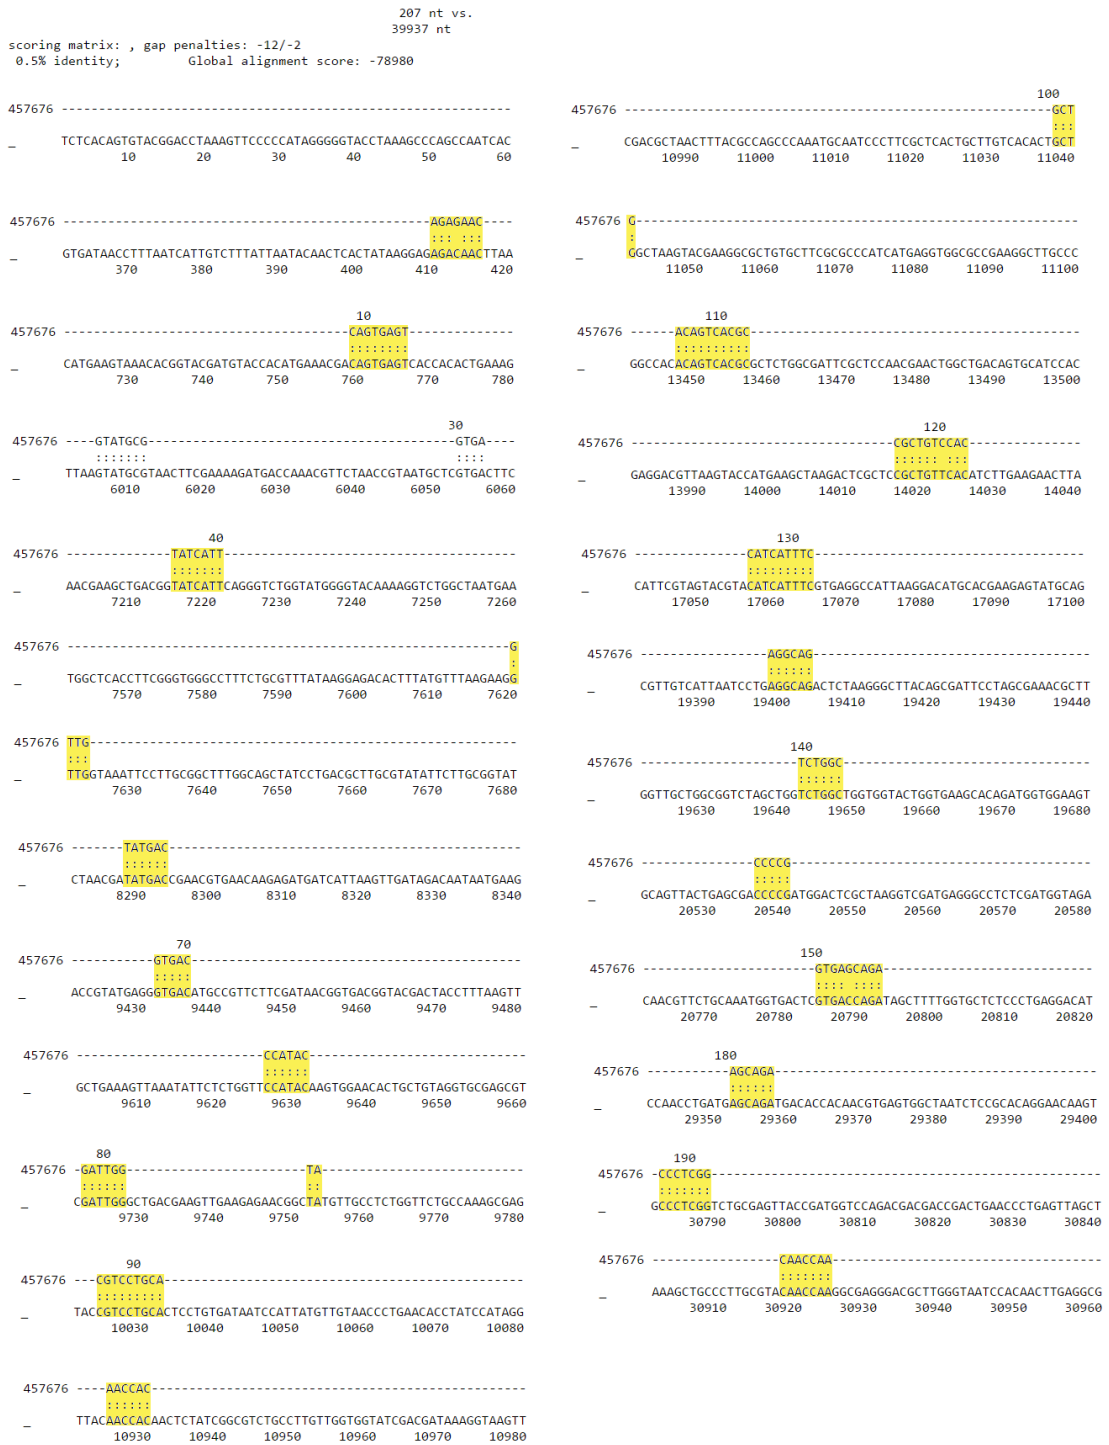 207 nt vs.
39937 nt
scoring matrix: , gap penalties: -12/-2
0.5% identity; Global alignment score: -78980
457676 ------------------------------------------------------------
_ TCTCACAGTGTACGGACCTAAAGTTCCCCCATAGGGGGTACCTAAAGCCCAGCCAATCAC
10 20 30 40 50 60
457676 -------------------------------------------------AGAGAAC----
::: :::
_ GTGATAACCTTTAATCATTGTCTTTATTAATACAACTCACTATAAGGAGAGACAACTTAA
370 380 390 400 410 420
10
457676 --------------------------------------CAGTGAGT--------------
::::::::
_ CATGAAGTAAACACGGTACGATGTACCACATGAAACGACAGTGAGTCACCACACTGAAAG
730 740 750 760 770 780
30
457676 ----GTATGCG-----------------------------------------GTGA----
::::::: ::::
_ TTAAGTATGCGTAACTTCGAAAAGATGACCAAACGTTCTAACCGTAATGCTCGTGACTTC
6010 6020 6030 6040 6050 6060
40
457676 --------------TATCATT---------------------------------------
:::::::
_ AACGAAGCTGACGGTATCATTCAGGGTCTGGTATGGGGTACAAAAGGTCTGGCTAATGAA
7210 7220 7230 7240 7250 7260
457676 -----------------------------------------------------------G
:
_ TGGCTCACCTTCGGGTGGGCCTTTCTGCGTTTATAAGGAGACACTTTATGTTTAAGAAGG
7570 7580 7590 7600 7610 7620
457676 TTG---------------------------------------------------------
:::
_ TTGGTAAATTCCTTGCGGCTTTGGCAGCTATCCTGACGCTTGCGTATATTCTTGCGGTAT
7630 7640 7650 7660 7670 7680
457676 -------TATGAC-----------------------------------------------
::::::
_ CTAACGATATGACCGAACGTGAACAAGAGATGATCATTAAGTTGATAGACAATAATGAAG
8290 8300 8310 8320 8330 8340
70
457676 -----------GTGAC--------------------------------------------
:::::
_ ACCGTATGAGGGTGACATGCCGTTCTTCGATAACGGTGACGGTACGACTACCTTTAAGTT
9430 9440 9450 9460 9470 9480
457676 -------------------------CCATAC-----------------------------
::::::
_ GCTGAAAGTTAAATATTCTCTGGTTCCATACAAGTGGAACACTGCTGTAGGTGCGAGCGT
9610 9620 9630 9640 9650 9660
80
457676 -GATTGG------------------------TA---------------------------
:::::: ::
_ CGATTGGGCTGACGAAGTTGAAGAGAACGGCTATGTTGCCTCTGGTTCTGCCAAAGCGAG
9730 9740 9750 9760 9770 9780
90
457676 ---CGTCCTGCA------------------------------------------------
:::::::::
_ TACCGTCCTGCACTCCTGTGATAATCCATTATGTTGTAACCCTGAACACCTATCCATAGG
10030 10040 10050 10060 10070 10080
457676 ----AACCAC--------------------------------------------------
::::::
_ TTACAACCACAACTCTATCGGCGTCTGCCTTGTTGGTGGTATCGACGATAAAGGTAAGTT
10930 10940 10950 10960 10970 10980
100
457676 ---------------------------------------------------------GCT
:::
_ CGACGCTAACTTTACGCCAGCCCAAATGCAATCCCTTCGCTCACTGCTTGTCACACTGCT
10990 11000 11010 11020 11030 11040
457676 G-----------------------------------------------------------
:
_ GGCTAAGTACGAAGGCGCTGTGCTTCGCGCCCATCATGAGGTGGCGCCGAAGGCTTGCCC
11050 11060 11070 11080 11090 11100
110
457676 ------ACAGTCACGC--------------------------------------------
::::::::::
_ GGCCACACAGTCACGCGCTCTGGCGATTCGCTCCAACGAACTGGCTGACAGTGCATCCAC
13450 13460 13470 13480 13490 13500
120
457676 -----------------------------------CGCTGTCCAC---------------
:::::: :::
_ GAGGACGTTAAGTACCATGAAGCTAAGACTCGCTCCGCTGTTCACATCTTGAAGAACTTA
13990 14000 14010 14020 14030 14040
130
457676 ---------------CATCATTTC------------------------------------
:::::::::
_ CATTCGTAGTACGTACATCATTTCGTGAGGCCATTAAGGACATGCACGAAGAGTATGCAG
17050 17060 17070 17080 17090 17100
457676 -----------------AGGCAG-------------------------------------
::::::
_ CGTTGTCATTAATCCTGAGGCAGACTCTAAGGGCTTACAGCGATTCCTAGCGAAACGCTT
19390 19400 19410 19420 19430 19440
140
457676 ---------------------TCTGGC---------------------------------
::::::
_ GGTTGCTGGCGGTCTAGCTGGTCTGGCTGGTGGTACTGGTGAAGCACAGATGGTGGAAGT
19630 19640 19650 19660 19670 19680
457676 ---------------CCCCG----------------------------------------
:::::
_ GCAGTTACTGAGCGACCCCGATGGACTCGCTAAGGTCGATGAGGGCCTCTCGATGGTAGA
20530 20540 20550 20560 20570 20580
150
457676 -----------------------GTGAGCAGA----------------------------
:::: ::::
_ CAACGTTCTGCAAATGGTGACTCGTGACCAGATAGCTTTTGGTGCTCTCCCTGAGGACAT
20770 20780 20790 20800 20810 20820
180
457676 -----------AGCAGA-------------------------------------------
::::::
_ CCAACCTGATGAGCAGATGACACCACAACGTGAGTGGCTAATCTCCGCACAGGAACAAGT
29350 29360 29370 29380 29390 29400
190
457676 -CCCTCGG----------------------------------------------------
:::::::
_ GCCCTCGGTCTGCGAGTTACCGATGGTCCAGACGACGACCGACTGAACCCTGAGTTAGCT
30790 30800 30810 30820 30830 30840
457676 -----------------CAACCAA------------------------------------
:::::::
_ AAAGCTGCCCTTGCGTACAACCAAGGCGAGGGACGCTTGGGTAATCCACAACTTGAGGCG
30910 30920 30930 30940 30950 30960